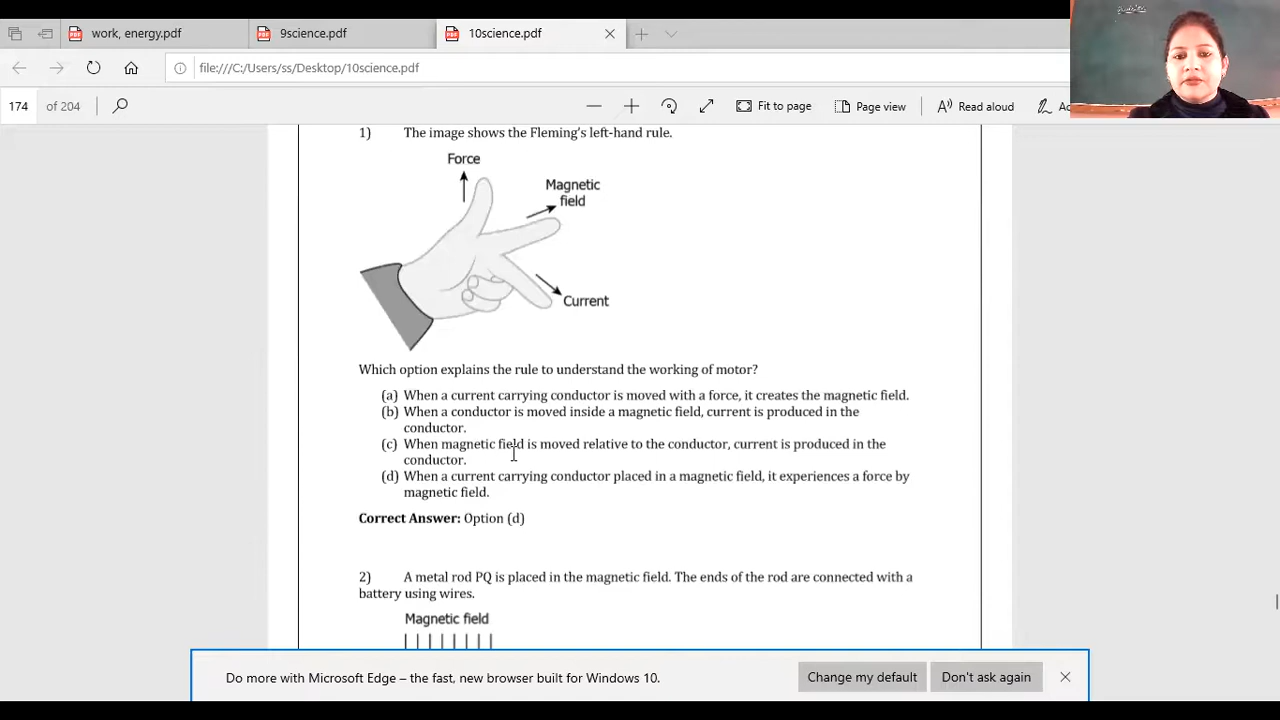 work, energy.pdf
9science.pdf
10science.pdf
file:///C:/Users/ss/Desktop/10science.pdf
174 of 204
Fit to page
Page view
Read aloud
1) The image shows the Fleming's left-hand rule.
Force
Magnetic
field
Current
Which option explains the rule to understand the working of motor?
(a) When a current carrying conductor is moved with a force, it creates the magnetic field.
(b) When a conductor is moved inside a magnetic field, current is produced in the
conductor.
(c) When magnetic field is moved relative to the conductor, current is produced in the
conductor.
(d) When a current carrying conductor placed in a magnetic field, it experiences a force by
magnetic field.
Correct Answer: Option (d)
2) A metal rod PQ is placed in the magnetic field. The ends of the rod are connected with a
battery using wires.
Magnetic field
Do more with Microsoft Edge – the fast, new browser built for Windows 10.
Change my default
Don't ask again